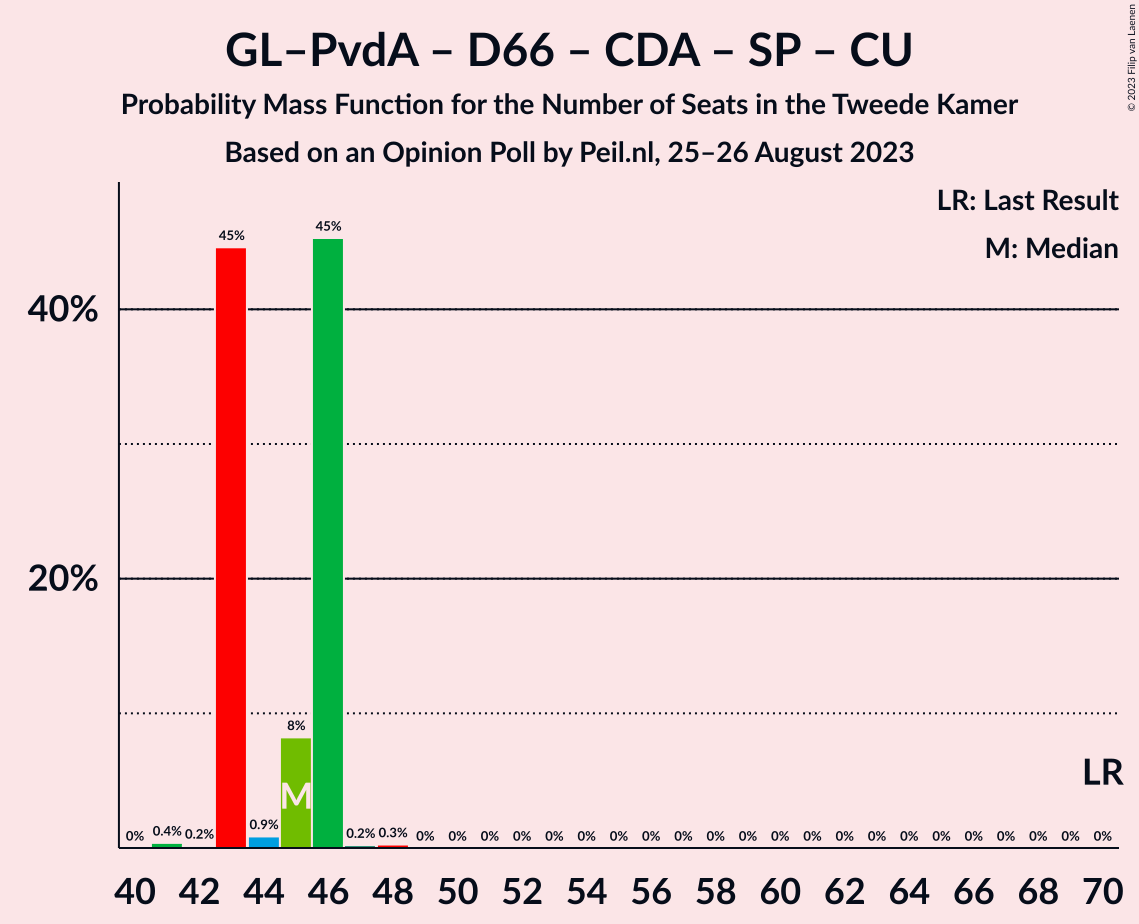 GL–PvdA – D66 – CDA – SP – CU
Probability Mass Function for the Number of Seats in the Tweede Kamer
Based on an Opinion Poll by Peil.nl, 25–26 August 2023
© 2023 Filip van Laenen
LR: Last Result
M: Median
45% 45%
40%
20%
8%
M
LR
0% 0.4% 0.2% 0.9% 0.2% 0.3% 0% 0% 0% 0% 0% 0% 0% 0% 0% 0% 0% 0% 0% 0% 0% 0% 0% 0% 0% 0% 0% 0%
40 42 44 46 48 50 52 54 56 58 60 62 64 66 68 70